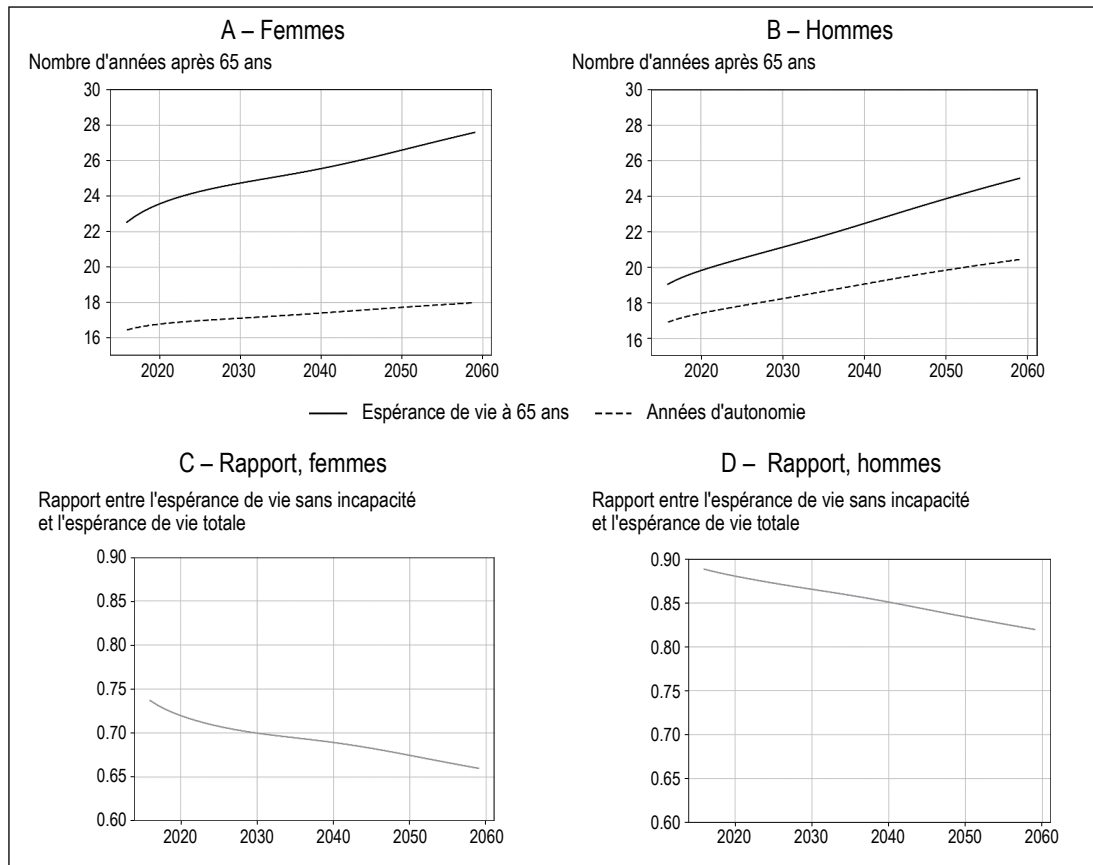 A – Femmes
Nombre d'années après 65 ans
30
28
26
24
22
20
18
16
2020 2030 2040 2050 2060
B – Hommes
Nombre d'années après 65 ans
30
28
26
24
22
20
18
16
2020 2030 2040 2050 2060
Espérance de vie à 65 ans Années d'autonomie
C – Rapport, femmes
Rapport entre l'espérance de vie sans incapacité
et l'espérance de vie totale
0.90
0.85
0.80
0.75
0.70
0.65
0.60
2020 2030 2040 2050 2060
D – Rapport, hommes
Rapport entre l'espérance de vie sans incapacité
et l'espérance de vie totale
0.90
0.85
0.80
0.75
0.70
0.65
0.60
2020 2030 2040 2050 2060